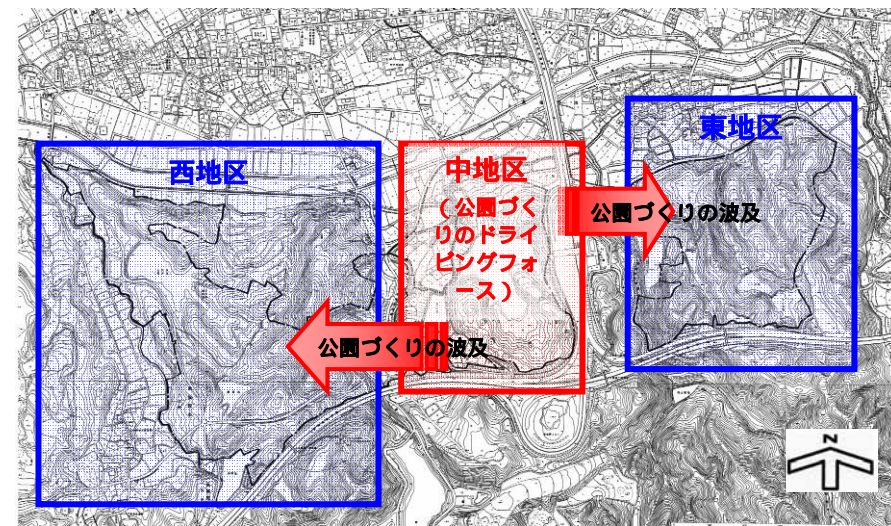 西地区
中地区
（公園づく
りのドライ
ビングフォ
ース）
東地区
公園づくりの波及
公園づくりの波及
N